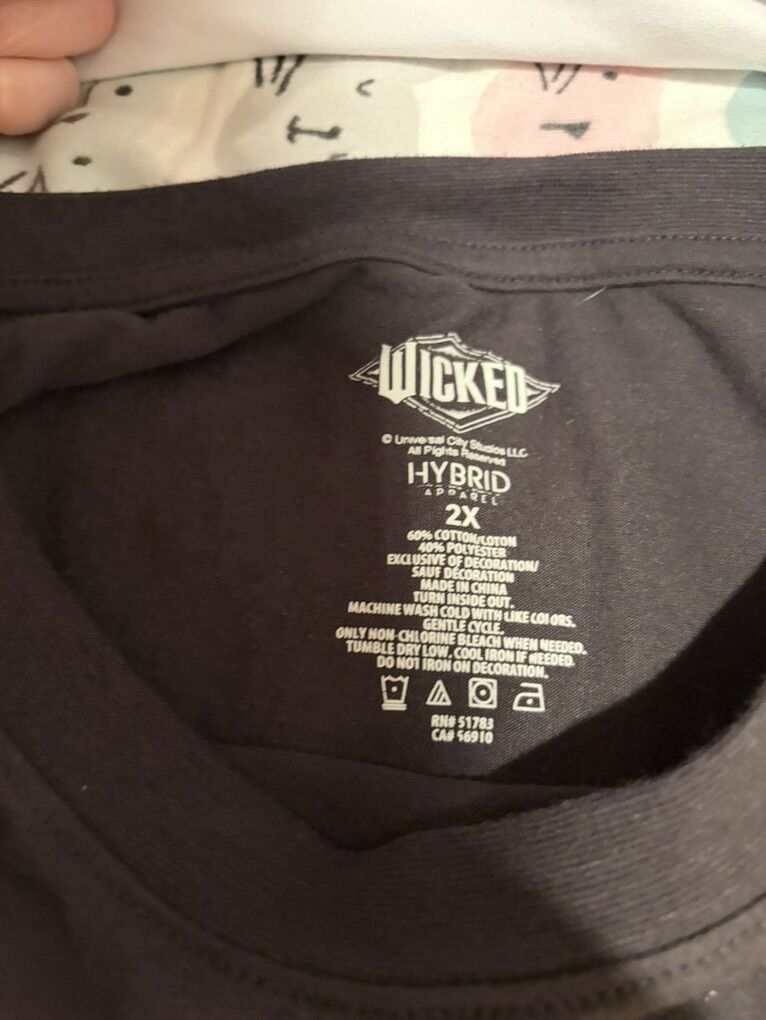 WICKED
© Universal City Studios LLC
All Rights Reserved
HYBRID
APPAREL
2X
60% COTTON/COTON
40% POLYESTER
EXCLUSIVE OF DECORATION/
SAUF DÉCORATION
MADE IN CHINA
TURN INSIDE OUT.
MACHINE WASH COLD WITH LIKE COLORS.
GENTLE CYCLE.
ONLY NON-CHLORINE BLEACH WHEN NEEDED.
TUMBLE DRY LOW. COOL IRON IF NEEDED.
DO NOT IRON ON DECORATION.
RN# 51783
CA# 56910